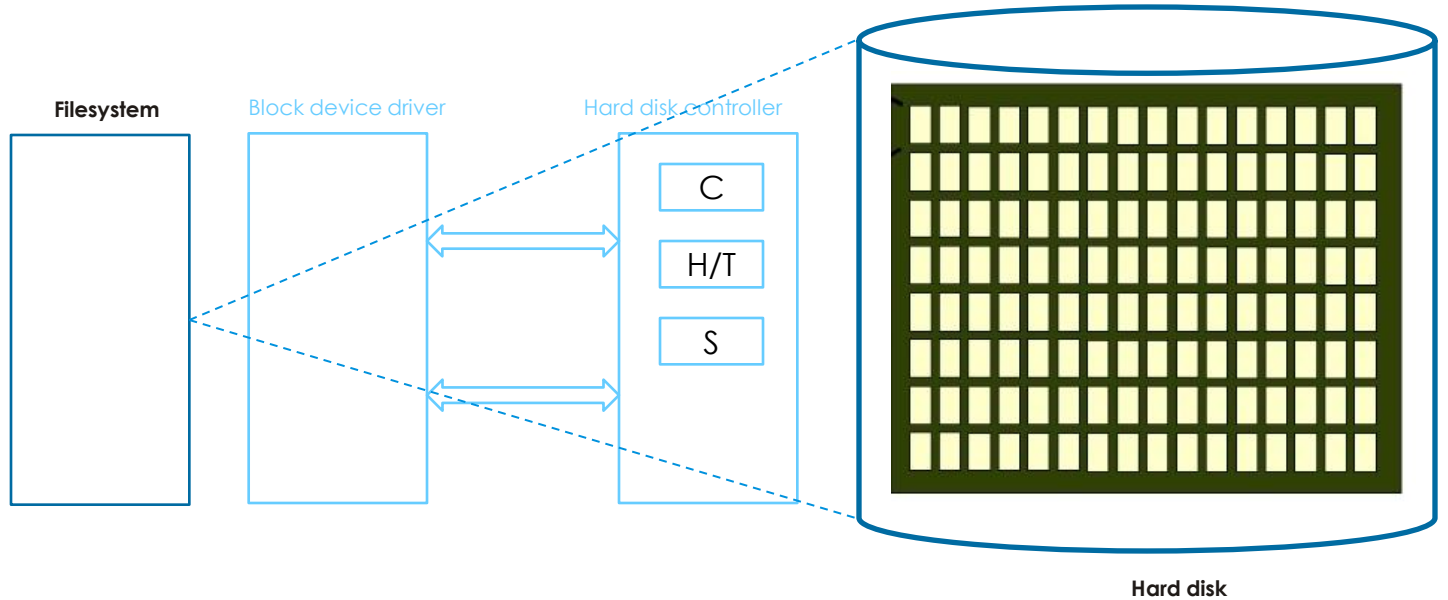 Filesystem
Block device driver
Hard disk controller
C
H/T
S
Hard disk